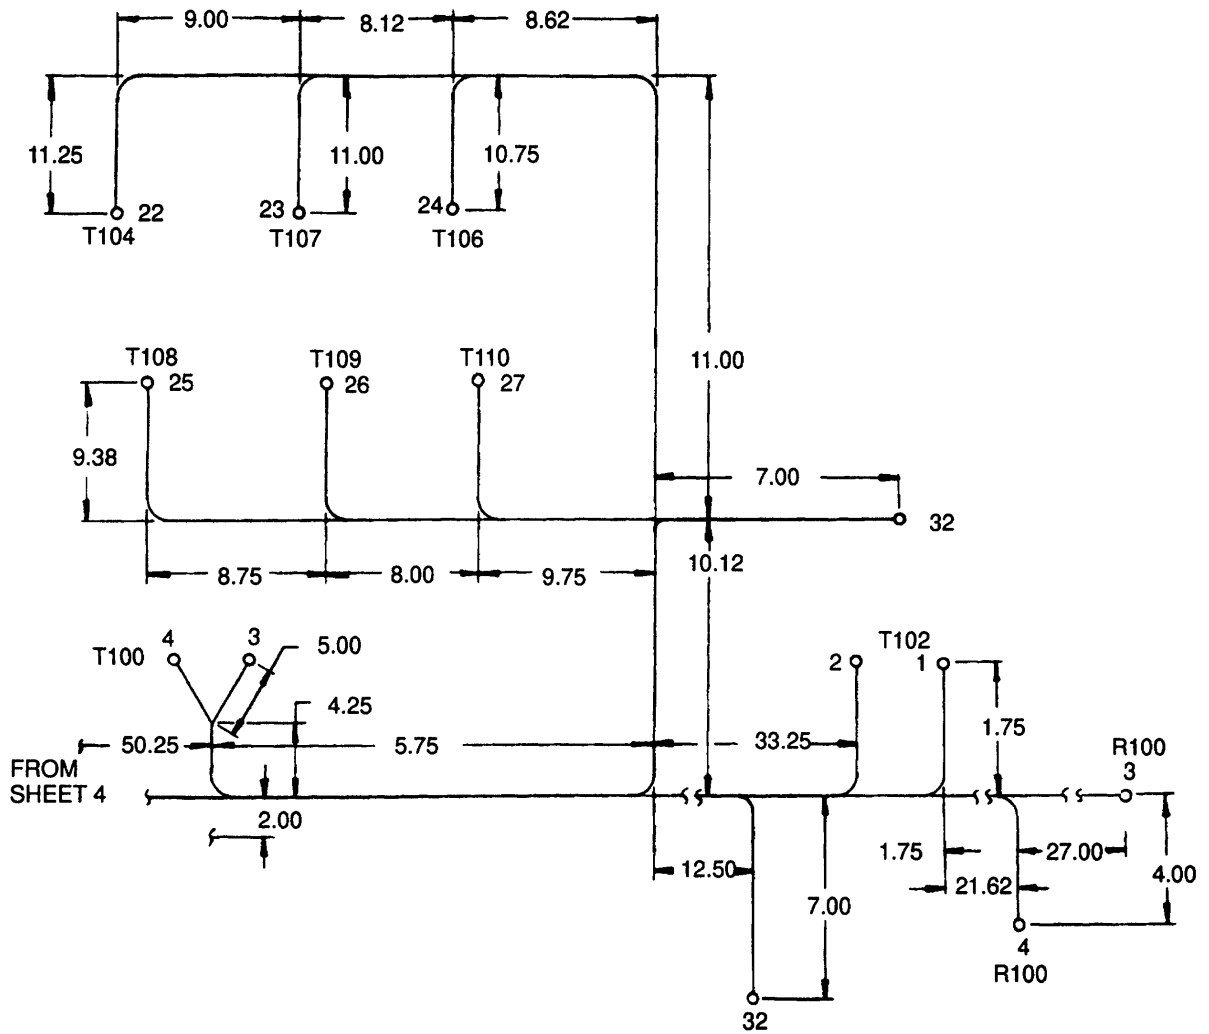 9.00 8.12 8.62
11.25 11.00 10.75
22 23 24
T104 T107 T106
T108 T109 T110 11.00
25 26 27
9.38 7.00
32
10.12
8.75 8.00 9.75
4 3 5.00 T102
T100 2 1
4.25
50.25 5.75 33.25 1.75
R100
FROM 3
SHEET 4
2.00
1.75 27.00
12.50 21.62 4.00
7.00
4
R100
32